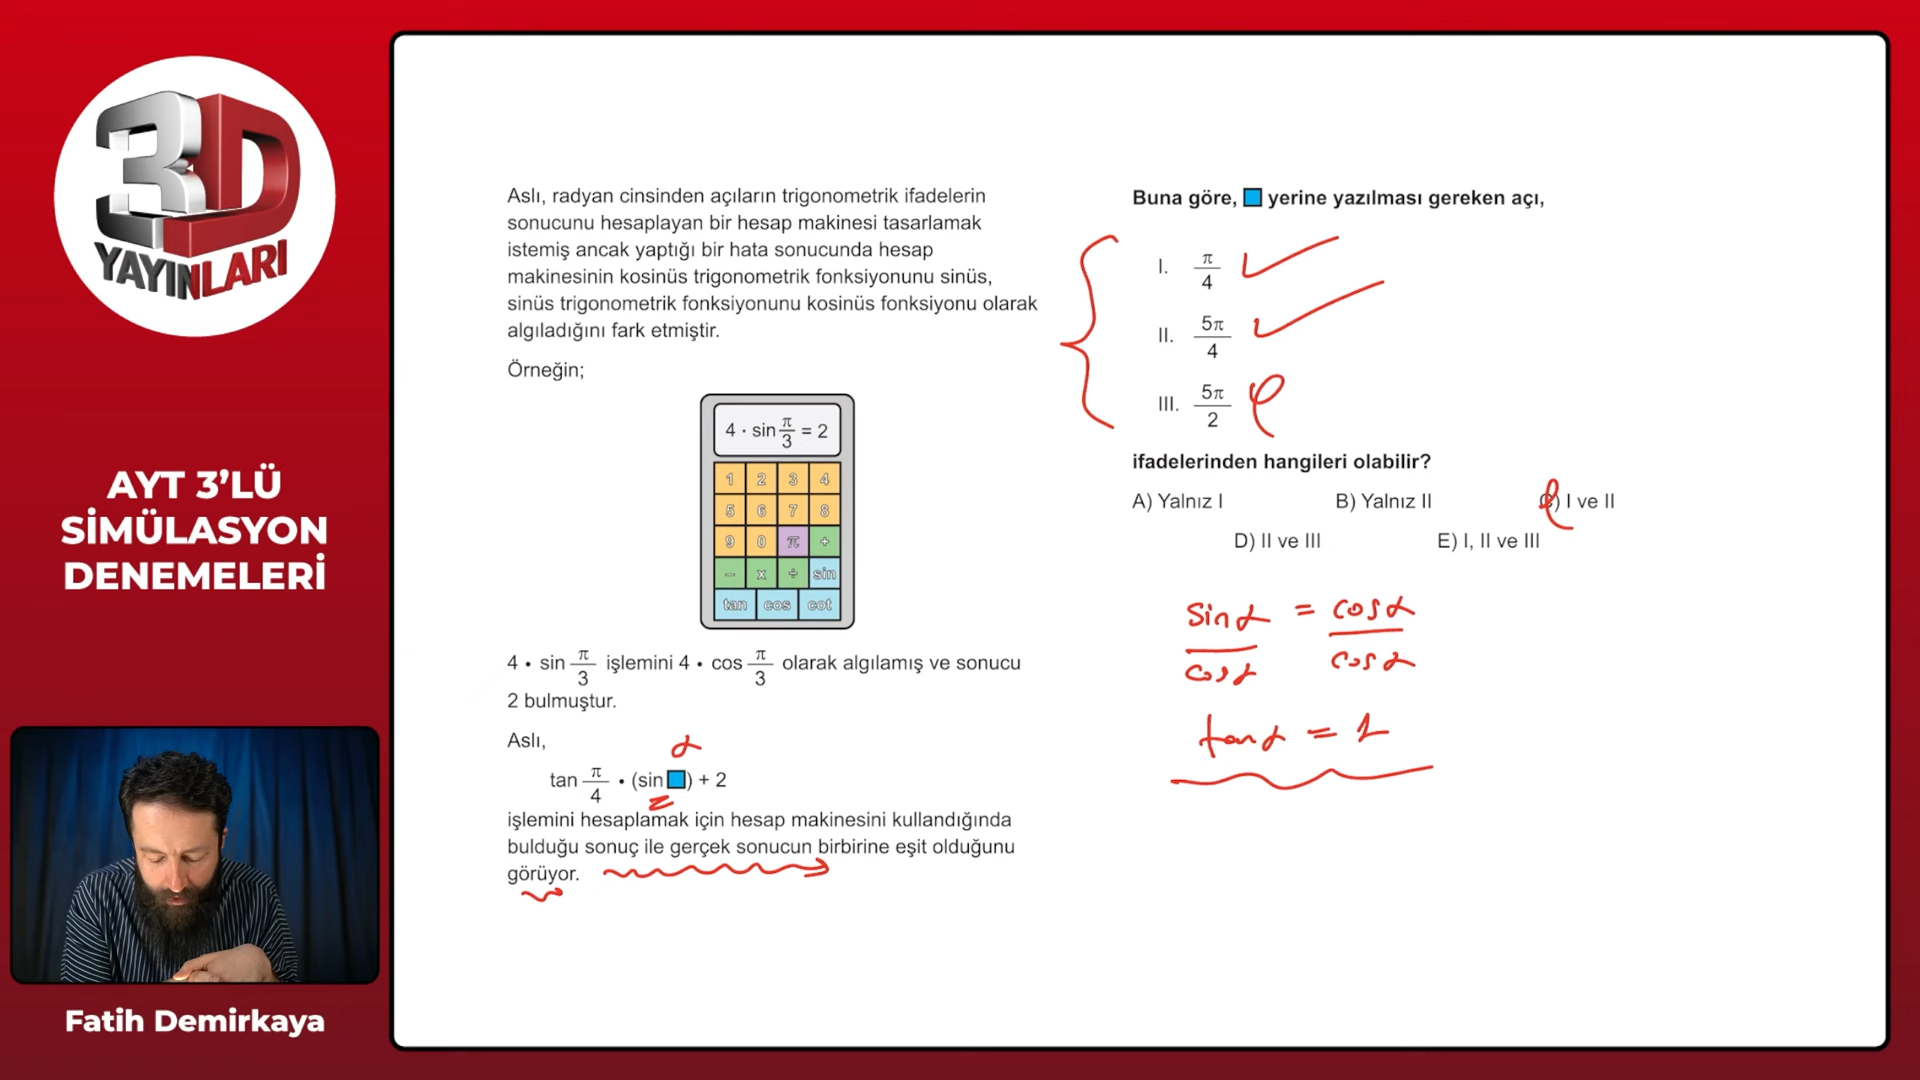 3D
YAYINLARI
AYT 3'LÜ
SİMÜLASYON
DENEMELERİ
Fatih Demirkaya
Aslı, radyan cinsinden açıların trigonometrik ifadelerin
sonucunu hesaplayan bir hesap makinesi tasarlamak
istemiş ancak yaptığı bir hata sonucunda hesap
makinesinin kosinüs trigonometrik fonksiyonunu sinüs,
sinüs trigonometrik fonksiyonunu kosinüs fonksiyonu olarak
algıladığını fark etmiştir.
Örneğin;
4 · sin π/3 = 2
1 2 3 4
5 6 7 8
9 0 π +
− x ÷ sin
tan cos cot
4 • sin π/3 işlemini 4 • cos π/3 olarak algılamış ve sonucu
2 bulmuştur.
Aslı,
α
tan π/4 • (sin ■) + 2
işlemini hesaplamak için hesap makinesini kullandığında
bulduğu sonuç ile gerçek sonucun birbirine eşit olduğunu
görüyor.
Buna göre, ■ yerine yazılması gereken açı,
I. π/4
II. 5π/4
III. 5π/2
ifadelerinden hangileri olabilir?
A) Yalnız I B) Yalnız II C) I ve II
D) II ve III E) I, II ve III
sinα/cosα = cosα/cosα
tanα = 1